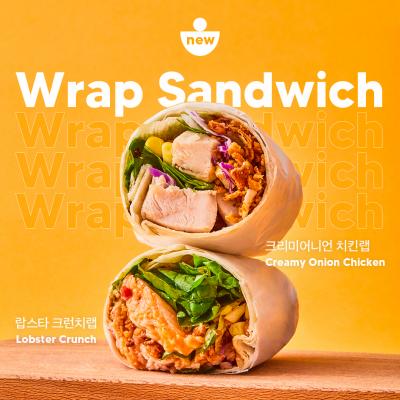 new
Wrap Sandwich
Wrap Sandwich
Wrap Sandwich
Wrap Sandwich
크리미어니언 치킨랩
Creamy Onion Chicken
랍스타 크런치랩
Lobster Crunch